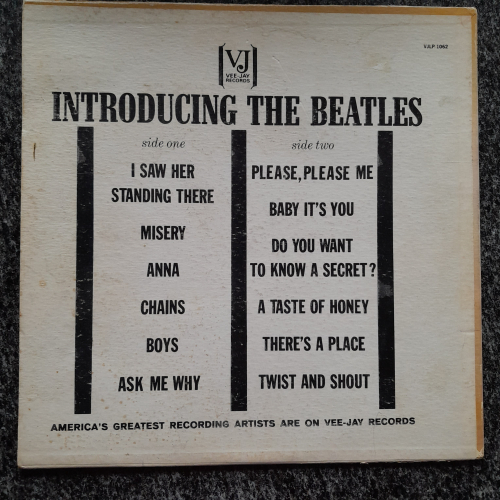 VJLP 1062
VJ
VEE-JAY
RECORDS
INTRODUCING THE BEATLES
side one
I SAW HER
STANDING THERE
MISERY
ANNA
CHAINS
BOYS
ASK ME WHY
side two
PLEASE, PLEASE ME
BABY IT'S YOU
DO YOU WANT
TO KNOW A SECRET?
A TASTE OF HONEY
THERE'S A PLACE
TWIST AND SHOUT
AMERICA'S GREATEST RECORDING ARTISTS ARE ON VEE-JAY RECORDS